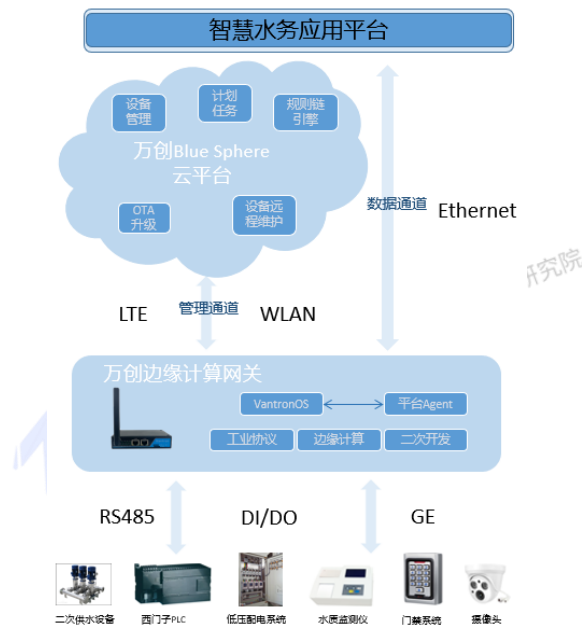 智慧水务应用平台
设备
管理
计划
任务
规则链
引擎
万创Blue Sphere
云平台
OTA
升级
设备远
程维护
数据通道
Ethernet
研究院
LTE
管理通道
WLAN
万创边缘计算网关
VantronOS
平台Agent
工业协议
边缘计算
二次开发
RS485
DI/DO
GE
二次供水设备
西门子PLC
低压配电系统
水质监测仪
门禁系统
摄像头